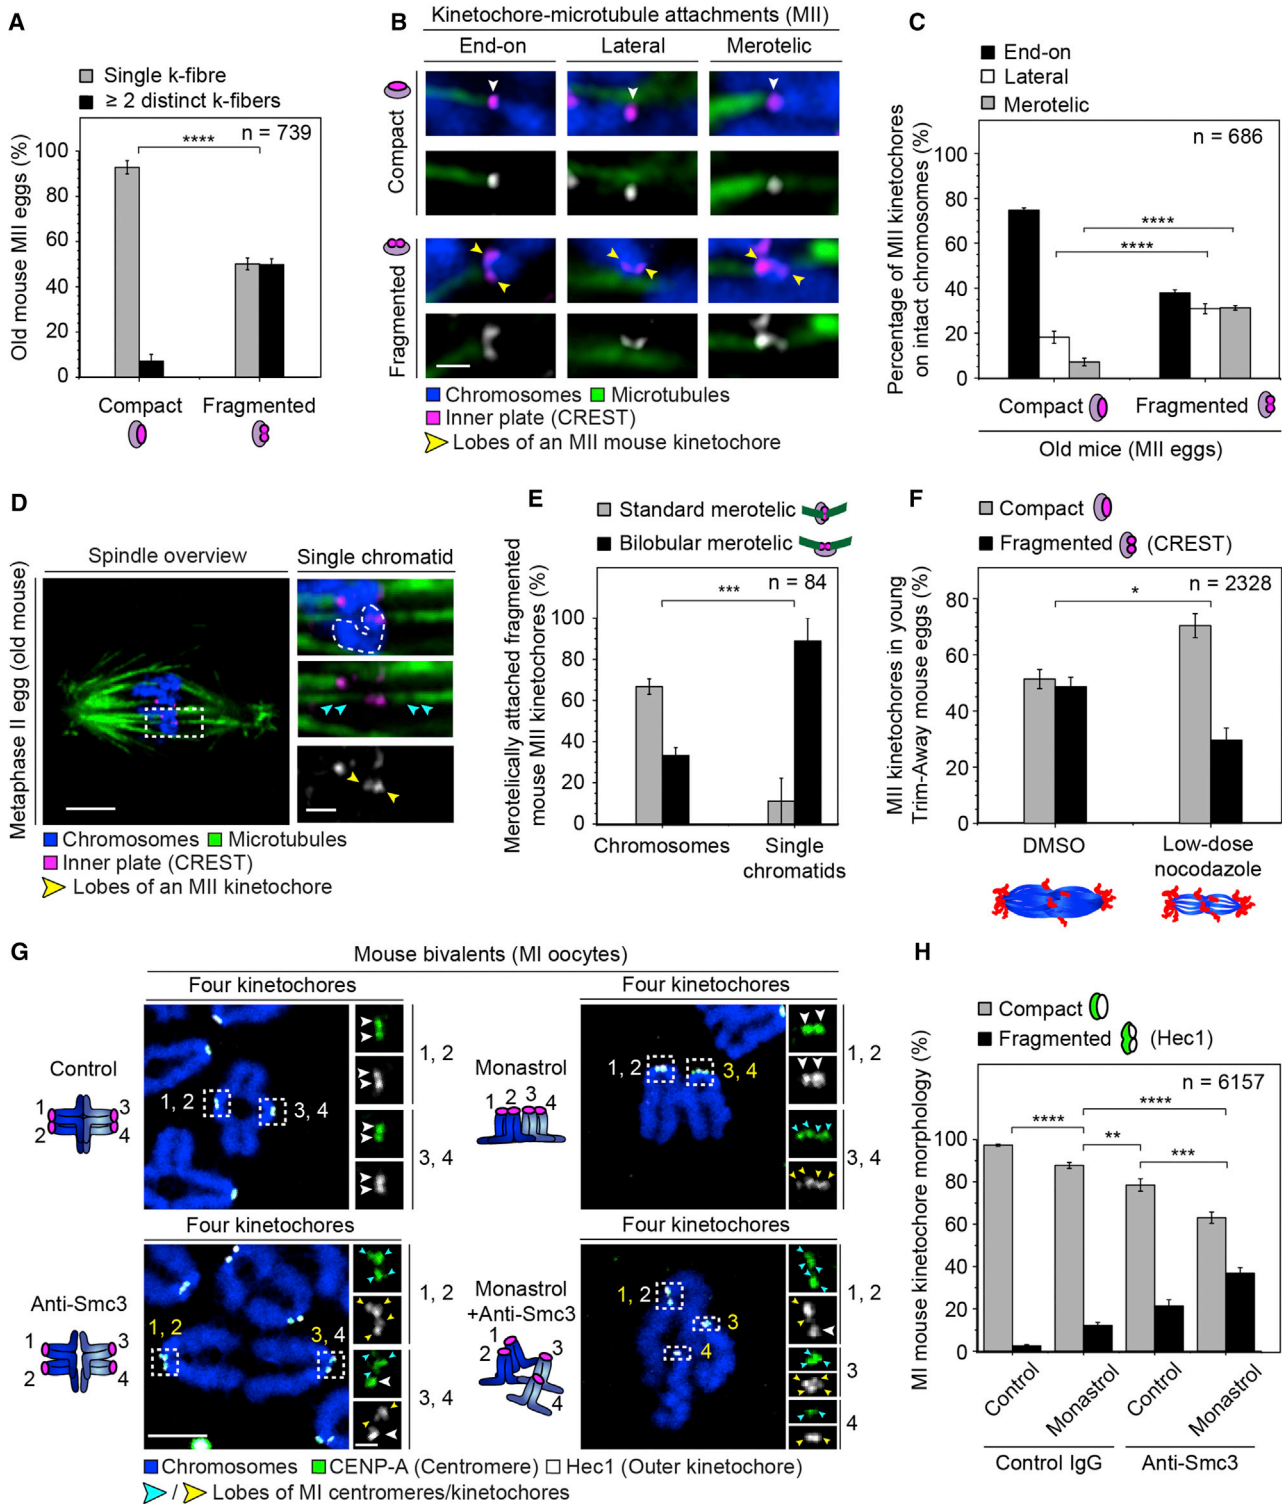 A
Single k-fibre
≥ 2 distinct k-fibers
n = 739
****
Old mouse MII eggs (%)
100
80
60
40
20
0
Compact
Fragmented
B
Kinetochore-microtubule attachments (MII)
End-on
Lateral
Merotelic
Compact
Fragmented
Chromosomes
Microtubules
Inner plate (CREST)
Lobes of an MII mouse kinetochore
C
End-on
Lateral
Merotelic
n = 686
****
****
Percentage of MII kinetochores
on intact chromosomes (%)
100
80
60
40
20
0
Compact
Fragmented
Old mice (MII eggs)
D
Spindle overview
Single chromatid
Metaphase II egg (old mouse)
Chromosomes
Microtubules
Inner plate (CREST)
Lobes of an MII kinetochore
E
Standard merotelic
Bilobular merotelic
n = 84
***
Merotelically attached fragmented
mouse MII kinetochores (%)
100
80
60
40
20
0
Chromosomes
Single
chromatids
F
Compact
Fragmented
(CREST)
n = 2328
*
MII kinetochores in young
Trim-Away mouse eggs (%)
80
60
40
20
0
DMSO
Low-dose
nocodazole
G
Mouse bivalents (MI oocytes)
Four kinetochores
Four kinetochores
Control
1
2
3
4
1, 2
3, 4
1, 2
3, 4
Monastrol
1 2 3 4
1, 2
3, 4
1, 2
3, 4
Four kinetochores
Four kinetochores
Anti-Smc3
1
2
3
4
1, 2
3, 4
1, 2
3, 4
Monastrol
+Anti-Smc3
1
2
3
4
1, 2
3
4
1, 2
3
4
Chromosomes
CENP-A (Centromere)
Hec1 (Outer kinetochore)
/
Lobes of MI centromeres/kinetochores
H
Compact
Fragmented
(Hec1)
n = 6157
****
****
**
***
MI mouse kinetochore morphology (%)
100
80
60
40
20
0
Control
Monastrol
Control
Monastrol
Control IgG
Anti-Smc3